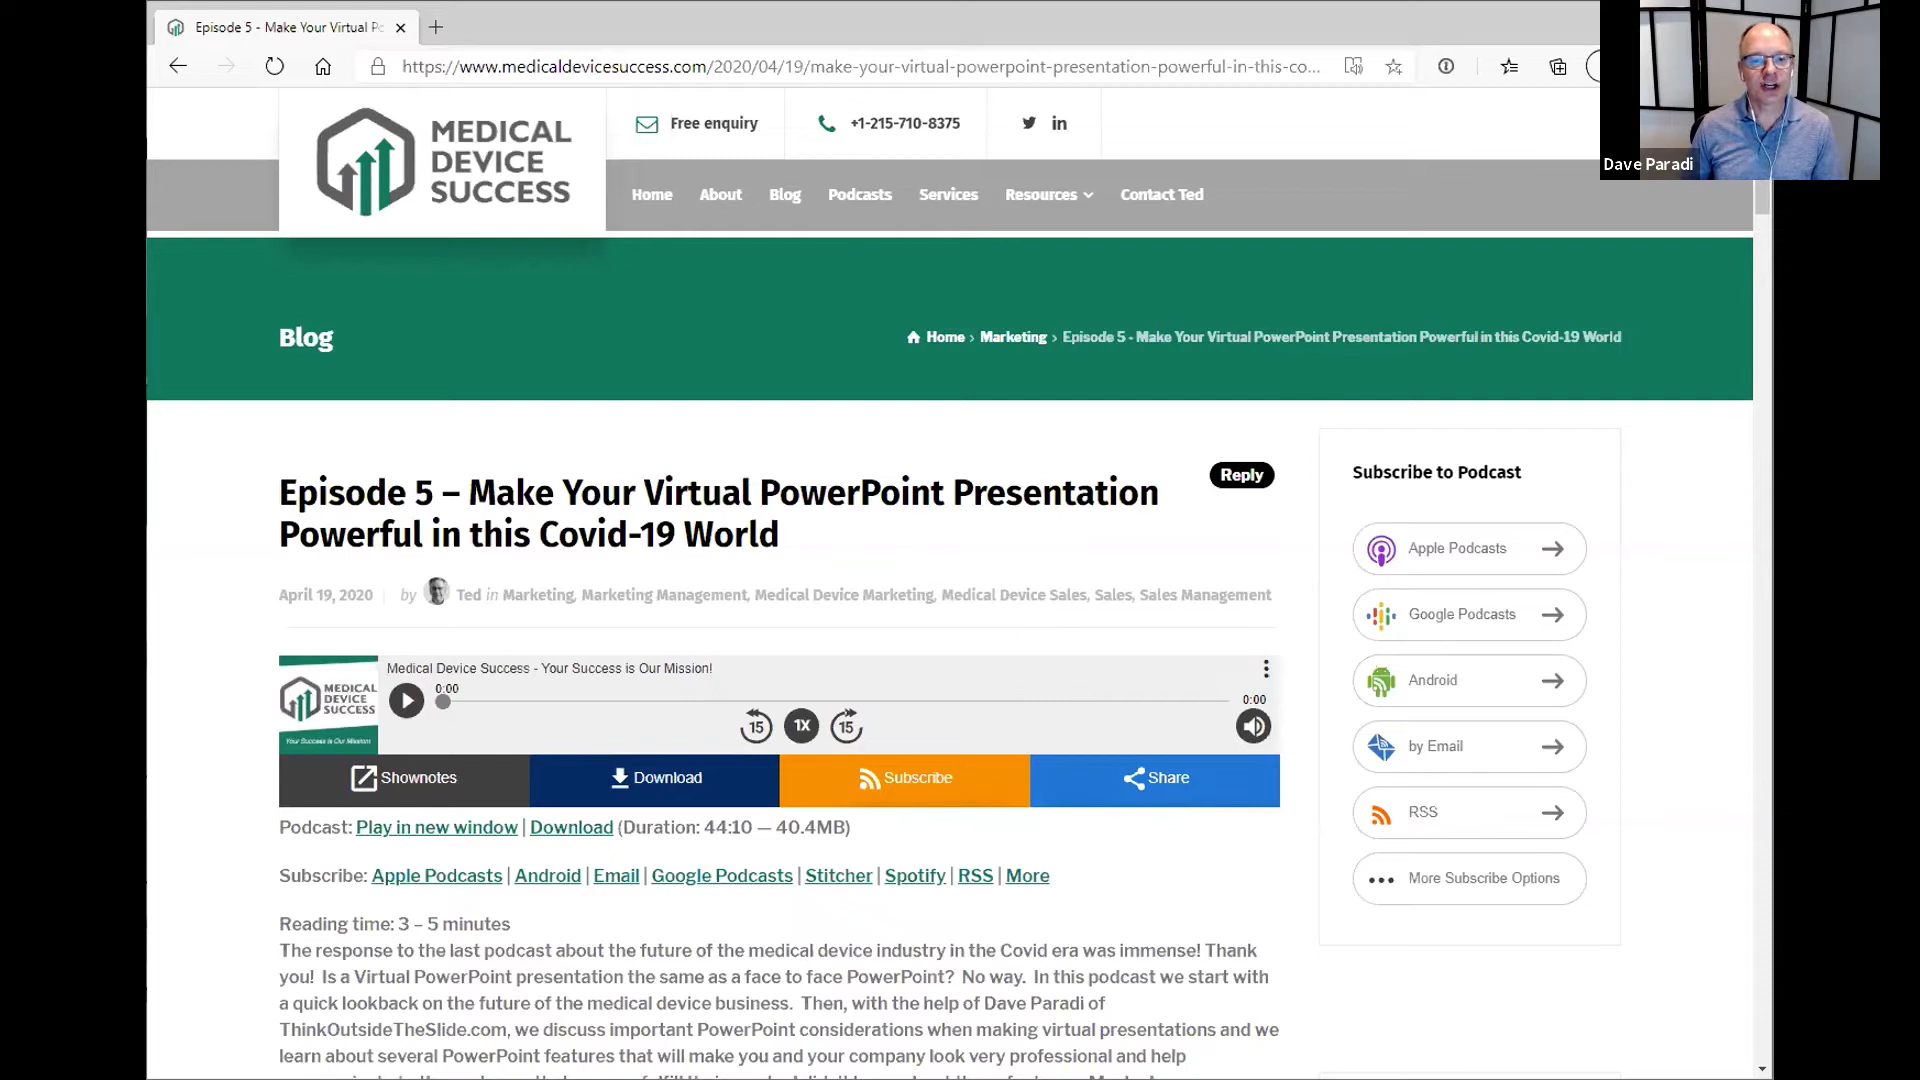 Episode 5 - Make Your Virtual Po
https://www.medicaldevicesuccess.com/2020/04/19/make-your-virtual-powerpoint-presentation-powerful-in-this-co...
Dave Paradi
MEDICAL
DEVICE
SUCCESS
Free enquiry
+1-215-710-8375
Home About Blog Podcasts Services Resources Contact Ted
Blog
Home › Marketing › Episode 5 - Make Your Virtual PowerPoint Presentation Powerful in this Covid-19 World
Episode 5 – Make Your Virtual PowerPoint Presentation
Powerful in this Covid-19 World
Reply
April 19, 2020 by Ted in Marketing, Marketing Management, Medical Device Marketing, Medical Device Sales, Sales, Sales Management
MEDICAL
DEVICE
SUCCESS
Your Success is Our Mission!
Medical Device Success - Your Success is Our Mission!
0:00
0:00
15 1X 15
Shownotes Download Subscribe Share
Podcast: Play in new window | Download (Duration: 44:10 — 40.4MB)
Subscribe: Apple Podcasts | Android | Email | Google Podcasts | Stitcher | Spotify | RSS | More
Reading time: 3 – 5 minutes
The response to the last podcast about the future of the medical device industry in the Covid era was immense! Thank
you! Is a Virtual PowerPoint presentation the same as a face to face PowerPoint? No way. In this podcast we start with
a quick lookback on the future of the medical device business. Then, with the help of Dave Paradi of
ThinkOutsideTheSlide.com, we discuss important PowerPoint considerations when making virtual presentations and we
learn about several PowerPoint features that will make you and your company look very professional and help
Subscribe to Podcast
Apple Podcasts
Google Podcasts
Android
by Email
RSS
More Subscribe Options